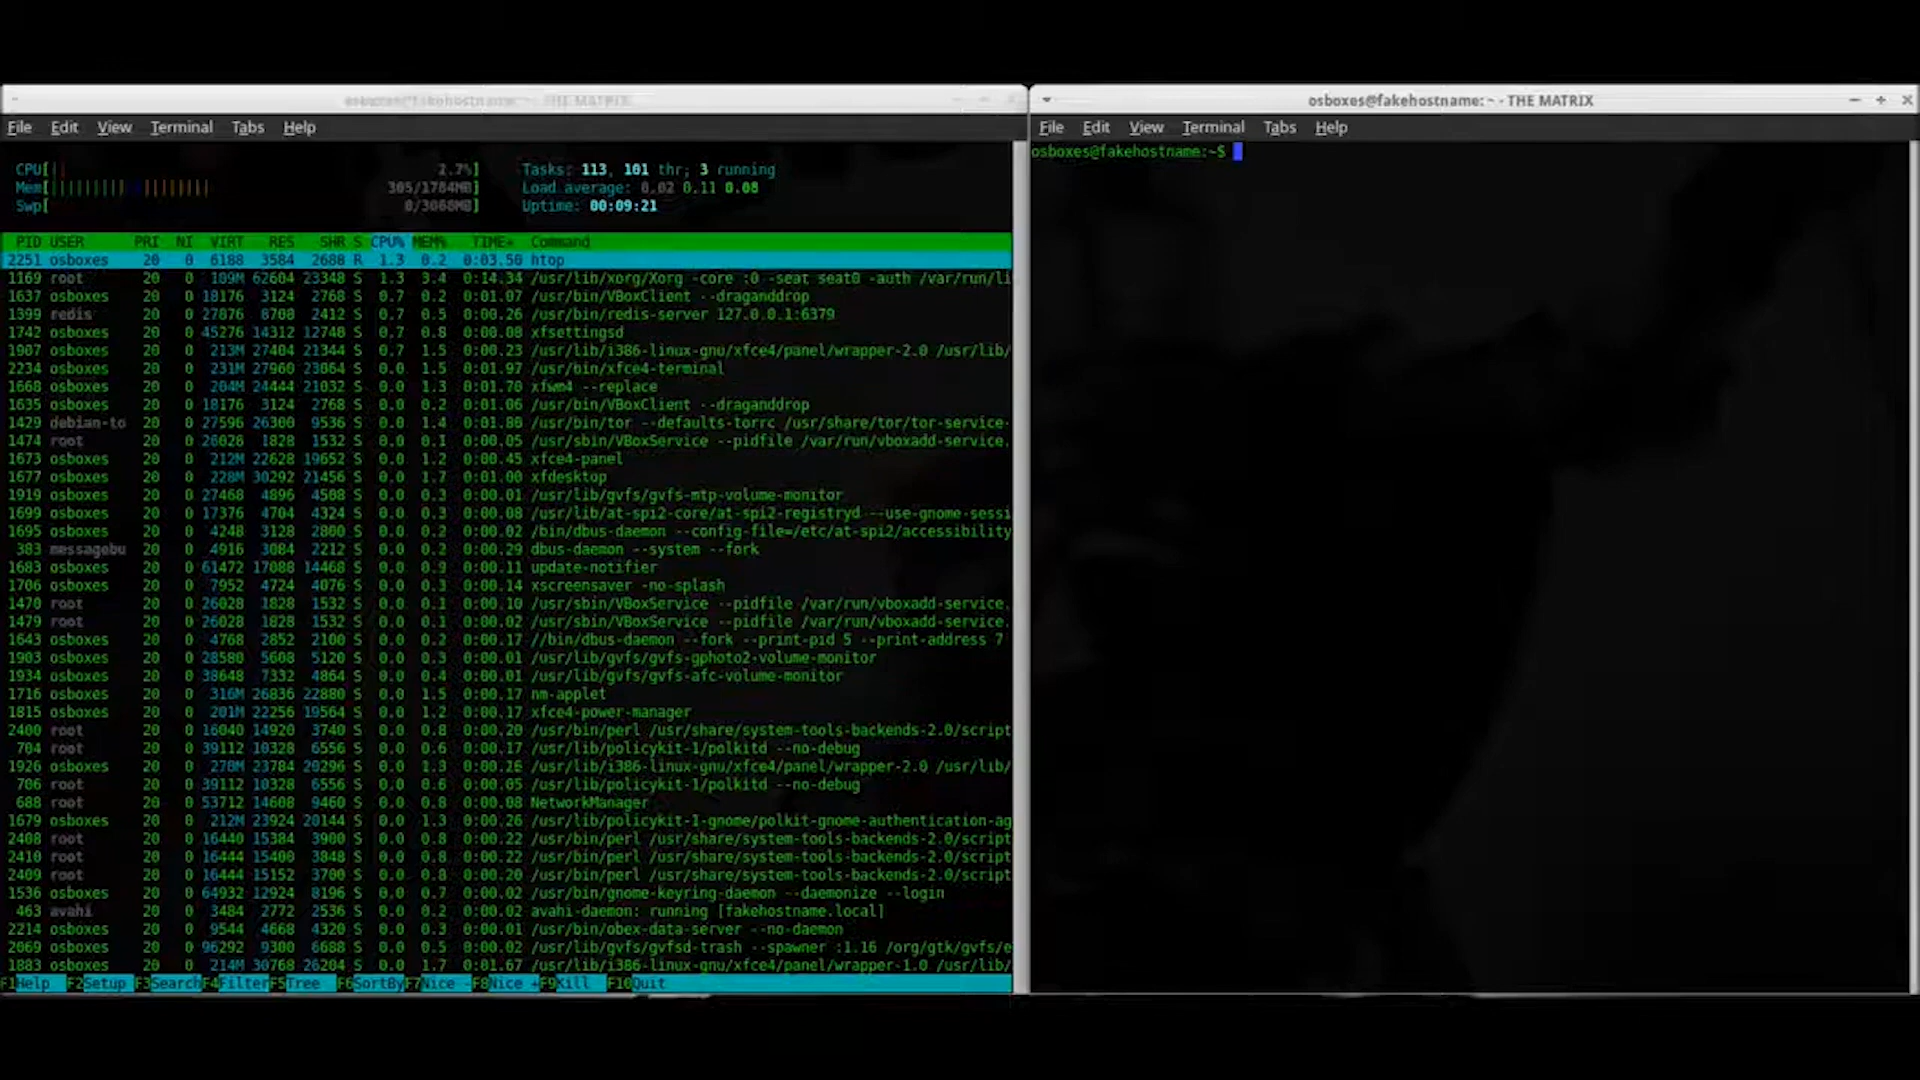 osboxes@fakehostname: ~ - THE MATRIX
File Edit View Terminal Tabs Help
CPU[|| 2.7%] Tasks: 113, 101 thr; 3 running
Mem[ 305/1784MB] Load average: 0.02 0.11 0.08
Swp[ 0/3068MB] Uptime: 00:09:21
PID USER PRI NI VIRT RES SHR S CPU% MEM% TIME+ Command
2251 osboxes 20 0 6188 3584 2688 R 1.3 0.2 0:03.50 htop
1169 root 20 0 109M 62604 23348 S 1.3 3.4 0:14.34 /usr/lib/xorg/Xorg -core :0 -seat seat0 -auth /var/run/li
1637 osboxes 20 0 18176 3124 2768 S 0.7 0.2 0:01.07 /usr/bin/VBoxClient --draganddrop
1399 redis 20 0 27876 8708 2412 S 0.7 0.5 0:00.26 /usr/bin/redis-server 127.0.0.1:6379
1742 osboxes 20 0 45276 14312 12748 S 0.7 0.8 0:00.08 xfsettingsd
1907 osboxes 20 0 213M 27404 21344 S 0.7 1.5 0:00.23 /usr/lib/i386-linux-gnu/xfce4/panel/wrapper-2.0 /usr/lib/
2234 osboxes 20 0 231M 27960 23064 S 0.0 1.5 0:01.97 /usr/bin/xfce4-terminal
1668 osboxes 20 0 204M 24444 21032 S 0.0 1.3 0:01.70 xfwm4 --replace
1635 osboxes 20 0 18176 3124 2768 S 0.0 0.2 0:01.06 /usr/bin/VBoxClient --draganddrop
1429 debian-to 20 0 27596 26300 9536 S 0.0 1.4 0:01.80 /usr/bin/tor --defaults-torrc /usr/share/tor/tor-service-
1474 root 20 0 26028 1828 1532 S 0.0 0.1 0:00.05 /usr/sbin/VBoxService --pidfile /var/run/vboxadd-service.
1673 osboxes 20 0 212M 22628 19652 S 0.0 1.2 0:00.45 xfce4-panel
1677 osboxes 20 0 228M 30292 21456 S 0.0 1.7 0:01.00 xfdesktop
1919 osboxes 20 0 27468 4896 4508 S 0.0 0.3 0:00.01 /usr/lib/gvfs/gvfs-mtp-volume-monitor
1699 osboxes 20 0 17376 4704 4324 S 0.0 0.3 0:00.08 /usr/lib/at-spi2-core/at-spi2-registryd --use-gnome-sessi
1695 osboxes 20 0 4248 3128 2800 S 0.0 0.2 0:00.02 /bin/dbus-daemon --config-file=/etc/at-spi2/accessibility
383 messagebu 20 0 4916 3084 2212 S 0.0 0.2 0:00.29 dbus-daemon --system --fork
1683 osboxes 20 0 61472 17088 14468 S 0.0 0.9 0:00.11 update-notifier
1706 osboxes 20 0 7952 4724 4076 S 0.0 0.3 0:00.14 xscreensaver -no-splash
1470 root 20 0 26028 1828 1532 S 0.0 0.1 0:00.10 /usr/sbin/VBoxService --pidfile /var/run/vboxadd-service.
1479 root 20 0 26028 1828 1532 S 0.0 0.1 0:00.02 /usr/sbin/VBoxService --pidfile /var/run/vboxadd-service.
1643 osboxes 20 0 4768 2852 2100 S 0.0 0.2 0:00.17 //bin/dbus-daemon --fork --print-pid 5 --print-address 7
1903 osboxes 20 0 28580 5608 5120 S 0.0 0.3 0:00.01 /usr/lib/gvfs/gvfs-gphoto2-volume-monitor
1934 osboxes 20 0 38648 7332 4864 S 0.0 0.4 0:00.01 /usr/lib/gvfs/gvfs-afc-volume-monitor
1716 osboxes 20 0 316M 26836 22880 S 0.0 1.5 0:00.17 nm-applet
1815 osboxes 20 0 201M 22256 19564 S 0.0 1.2 0:00.17 xfce4-power-manager
2400 root 20 0 16040 14920 3740 S 0.0 0.8 0:00.20 /usr/bin/perl /usr/share/system-tools-backends-2.0/script
704 root 20 0 39112 10328 6556 S 0.0 0.6 0:00.17 /usr/lib/policykit-1/polkitd --no-debug
1926 osboxes 20 0 270M 23784 20296 S 0.0 1.3 0:00.26 /usr/lib/i386-linux-gnu/xfce4/panel/wrapper-2.0 /usr/lib/
706 root 20 0 39112 10328 6556 S 0.0 0.6 0:00.05 /usr/lib/policykit-1/polkitd --no-debug
688 root 20 0 53712 14608 9460 S 0.0 0.8 0:00.08 NetworkManager
1679 osboxes 20 0 212M 23924 20144 S 0.0 1.3 0:00.26 /usr/lib/policykit-1-gnome/polkit-gnome-authentication-ag
2408 root 20 0 16440 15384 3900 S 0.0 0.8 0:00.22 /usr/bin/perl /usr/share/system-tools-backends-2.0/script
2410 root 20 0 16444 15400 3848 S 0.0 0.8 0:00.22 /usr/bin/perl /usr/share/system-tools-backends-2.0/script
2409 root 20 0 16444 15152 3700 S 0.0 0.8 0:00.20 /usr/bin/perl /usr/share/system-tools-backends-2.0/script
1536 osboxes 20 0 64932 12924 8196 S 0.0 0.7 0:00.02 /usr/bin/gnome-keyring-daemon --daemonize --login
463 avahi 20 0 3484 2772 2536 S 0.0 0.2 0:00.02 avahi-daemon: running [fakehostname.local]
2214 osboxes 20 0 9544 4668 4320 S 0.0 0.3 0:00.01 /usr/bin/obex-data-server --no-daemon
2069 osboxes 20 0 96292 9300 6688 S 0.0 0.5 0:00.02 /usr/lib/gvfs/gvfsd-trash --spawner :1.16 /org/gtk/gvfs/e
1883 osboxes 20 0 214M 30768 26204 S 0.0 1.7 0:01.67 /usr/lib/i386-linux-gnu/xfce4/panel/wrapper-1.0 /usr/lib/
F1Help F2Setup F3SearchF4FilterF5Tree F6SortByF7Nice -F8Nice +F9Kill F10Quit
osboxes@fakehostname: ~ - THE MATRIX
File Edit View Terminal Tabs Help
osboxes@fakehostname:~$